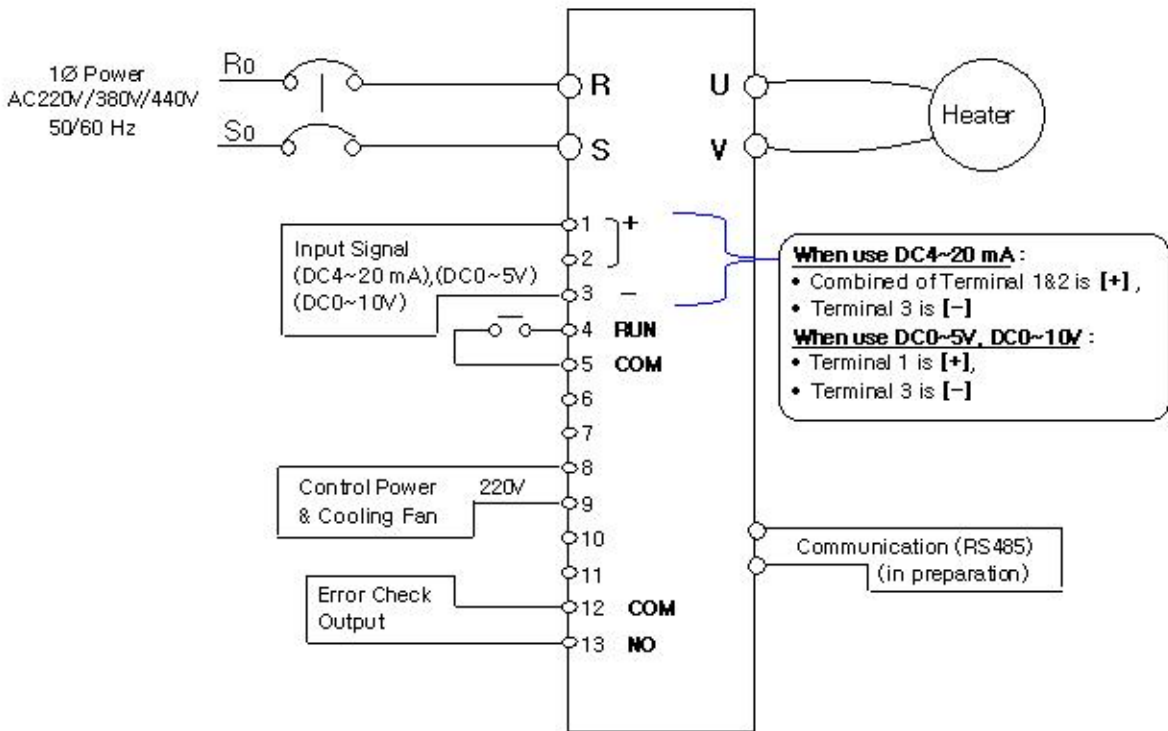 1Ø Power
AC220V/380V/440V
50/60 Hz
Ro
So
R
S
U
V
Heater
1 +
2
3 −
4 RUN
5 COM
6
7
8
9
10
11
12 COM
13 NO
Input Signal
(DC4~20 mA),(DC0~5V)
(DC0~10V)
Control Power 220V
& Cooling Fan
Error Check
Output
When use DC4~20 mA :
• Combined of Terminal 1&2 is [+] ,
• Terminal 3 is [−]
When use DC0~5V, DC0~10V :
• Terminal 1 is [+],
• Terminal 3 is [−]
Communication (RS485)
(in preparation)